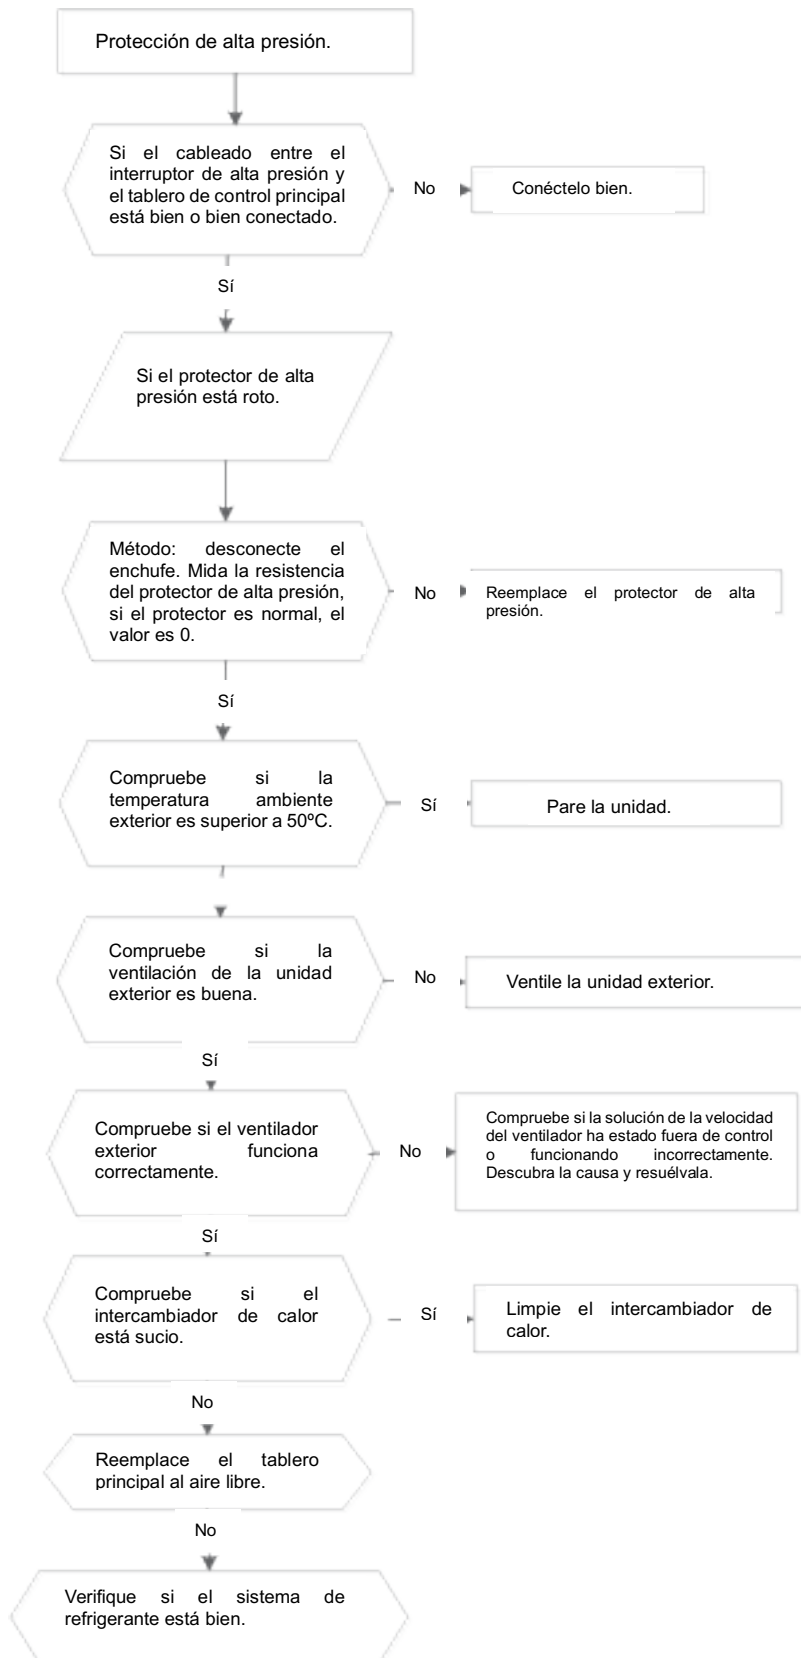 Protección de alta presión.
Si el cableado entre el
interruptor de alta presión y
el tablero de control principal
está bien o bien conectado.
No
Conéctelo bien.
Sí
Si el protector de alta
presión está roto.
Método: desconecte el
enchufe. Mida la resistencia
del protector de alta presión,
si el protector es normal, el
valor es 0.
No
Reemplace el protector de alta
presión.
Sí
Compruebe si la
temperatura ambiente
exterior es superior a 50ºC.
Sí
Pare la unidad.
Compruebe si la
ventilación de la unidad
exterior es buena.
No
Ventile la unidad exterior.
Sí
Compruebe si el ventilador
exterior funciona
correctamente.
No
Compruebe si la solución de la velocidad
del ventilador ha estado fuera de control
o funcionando incorrectamente.
Descubra la causa y resuélvala.
Sí
Compruebe si el
intercambiador de calor
está sucio.
Sí
Limpie el intercambiador de
calor.
No
Reemplace el tablero
principal al aire libre.
No
Verifique si el sistema de
refrigerante está bien.